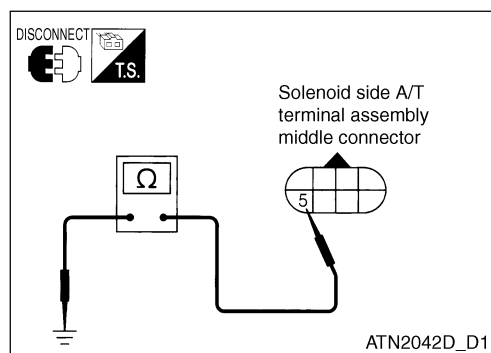 DISCONNECT
T.S.
Solenoid side A/T
terminal assembly
middle connector
Ω
5
ATN2042D_D1